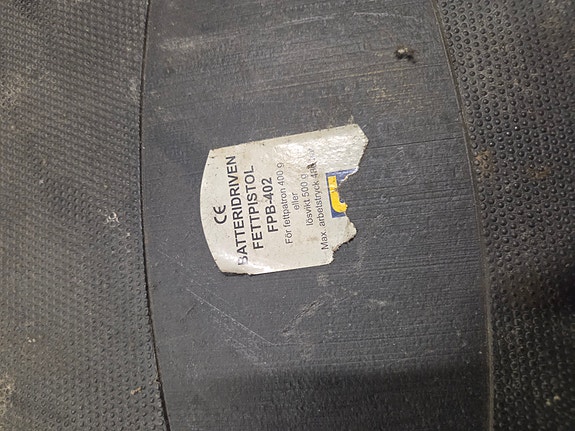 CE
BATTERIDRIVEN
FETTPISTOL
FPB-402
För fettpatron 400 g
eller
lösvikt 500 g
Max. arbetstryck